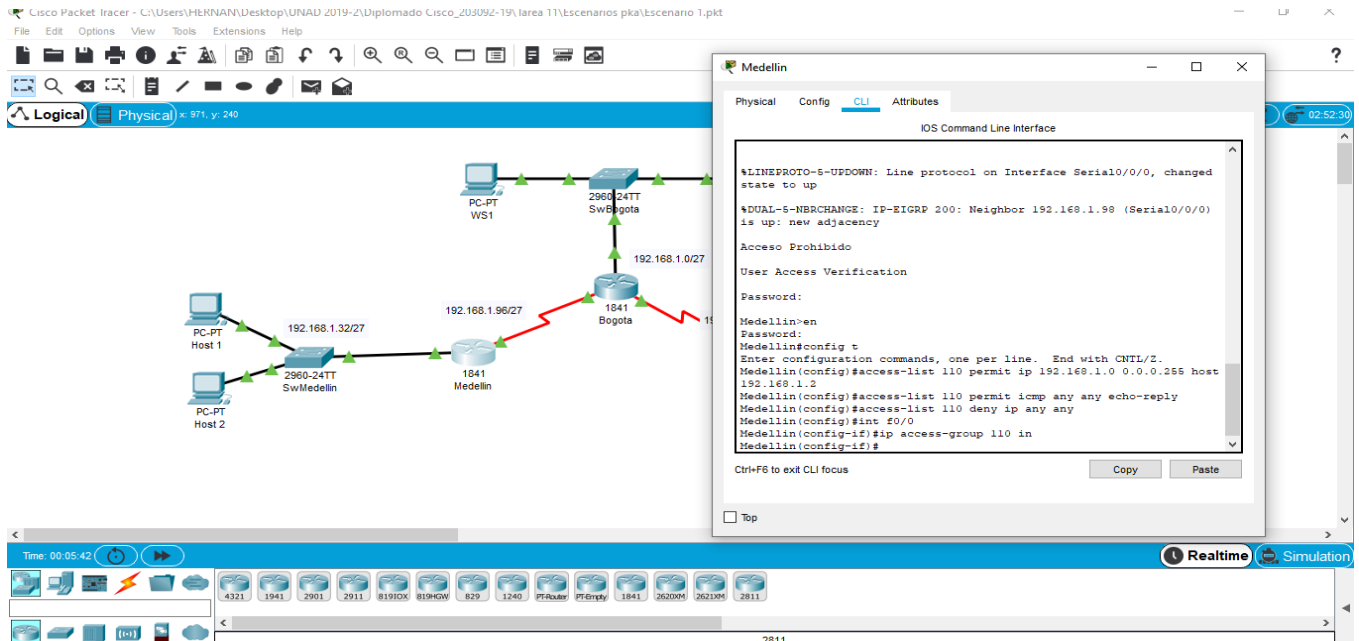 Cisco Packet Tracer - C:\Users\HERNAN\Desktop\UNAD 2019-2\Diplomado Cisco_203092-19\Tarea 11\Escenarios pka\Escenario 1.pkt
File Edit Options View Tools Extensions Help
?
Logical
Physical
x: 971, y: 240
02:52:30
PC-PT
WS1
2960-24TT
SwBogota
192.168.1.0/27
1841
Bogota
19
192.168.1.96/27
PC-PT
Host 1
192.168.1.32/27
2960-24TT
SwMedellin
1841
Medellin
PC-PT
Host 2
Medellin
Physical Config CLI Attributes
IOS Command Line Interface
%LINEPROTO-5-UPDOWN: Line protocol on Interface Serial0/0/0, changed
state to up
%DUAL-5-NBRCHANGE: IP-EIGRP 200: Neighbor 192.168.1.98 (Serial0/0/0)
is up: new adjacency
Acceso Prohibido
User Access Verification
Password:
Medellin>en
Password:
Medellin#config t
Enter configuration commands, one per line. End with CNTL/Z.
Medellin(config)#access-list 110 permit ip 192.168.1.0 0.0.0.255 host
192.168.1.2
Medellin(config)#access-list 110 permit icmp any any echo-reply
Medellin(config)#access-list 110 deny ip any any
Medellin(config)#int f0/0
Medellin(config-if)#ip access-group 110 in
Medellin(config-if)#
Ctrl+F6 to exit CLI focus
Copy
Paste
Top
Time: 00:05:42
Realtime
Simulation
4321 1941 2901 2911 819IOX 819HGW 829 1240 PT-Router PT-Empty 1841 2620XM 2621XM 2811
2811